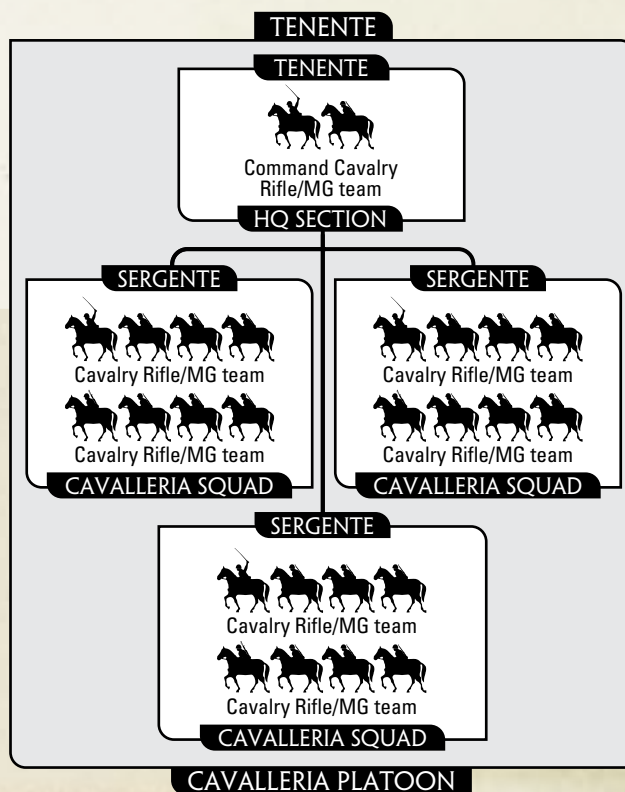 TENENTE
TENENTE
Command Cavalry
Rifle/MG team
HQ SECTION
SERGENTE
Cavalry Rifle/MG team
Cavalry Rifle/MG team
CAVALLERIA SQUAD
SERGENTE
Cavalry Rifle/MG team
Cavalry Rifle/MG team
CAVALLERIA SQUAD
SERGENTE
Cavalry Rifle/MG team
Cavalry Rifle/MG team
CAVALLERIA SQUAD
CAVALLERIA PLATOON